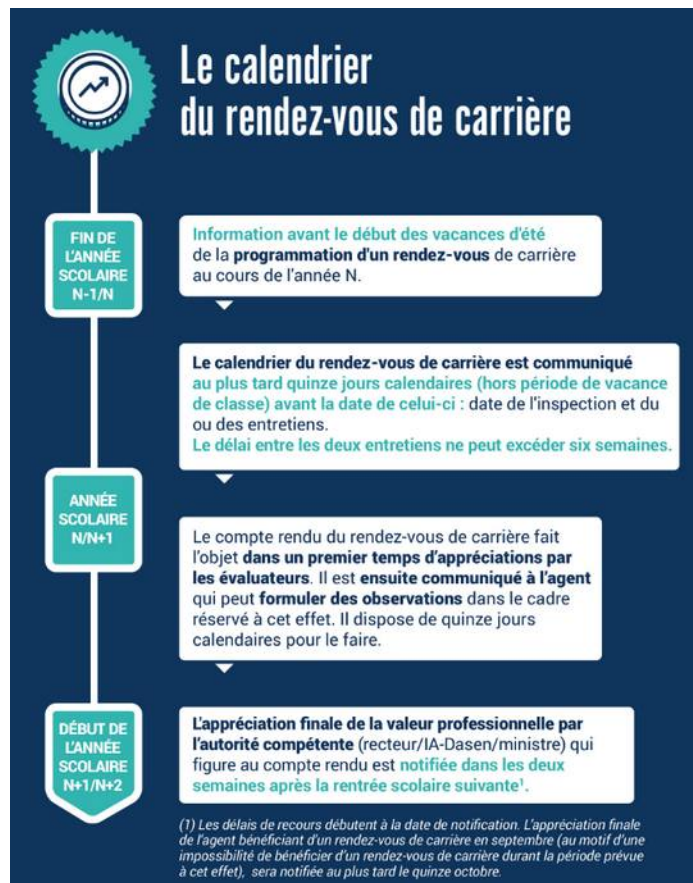 Le calendrier
du rendez-vous de carrière
FIN DE
L'ANNÉE
SCOLAIRE
N-1/N
Information avant le début des vacances d'été
de la programmation d'un rendez-vous de carrière
au cours de l'année N.
Le calendrier du rendez-vous de carrière est communiqué
au plus tard quinze jours calendaires (hors période de vacance
de classe) avant la date de celui-ci : date de l'inspection et du
ou des entretiens.
Le délai entre les deux entretiens ne peut excéder six semaines.
ANNÉE
SCOLAIRE
N/N+1
Le compte rendu du rendez-vous de carrière fait
l'objet dans un premier temps d'appréciations par
les évaluateurs. Il est ensuite communiqué à l'agent
qui peut formuler des observations dans le cadre
réservé à cet effet. Il dispose de quinze jours
calendaires pour le faire.
DÉBUT DE
L'ANNÉE
SCOLAIRE
N+1/N+2
L'appréciation finale de la valeur professionnelle par
l'autorité compétente (recteur/IA-Dasen/ministre) qui
figure au compte rendu est notifiée dans les deux
semaines après la rentrée scolaire suivante¹.
(1) Les délais de recours débutent à la date de notification. L'appréciation finale
de l'agent bénéficiant d'un rendez-vous de carrière en septembre (au motif d'une
impossibilité de bénéficier d'un rendez-vous de carrière durant la période prévue
à cet effet), sera notifiée au plus tard le quinze octobre.